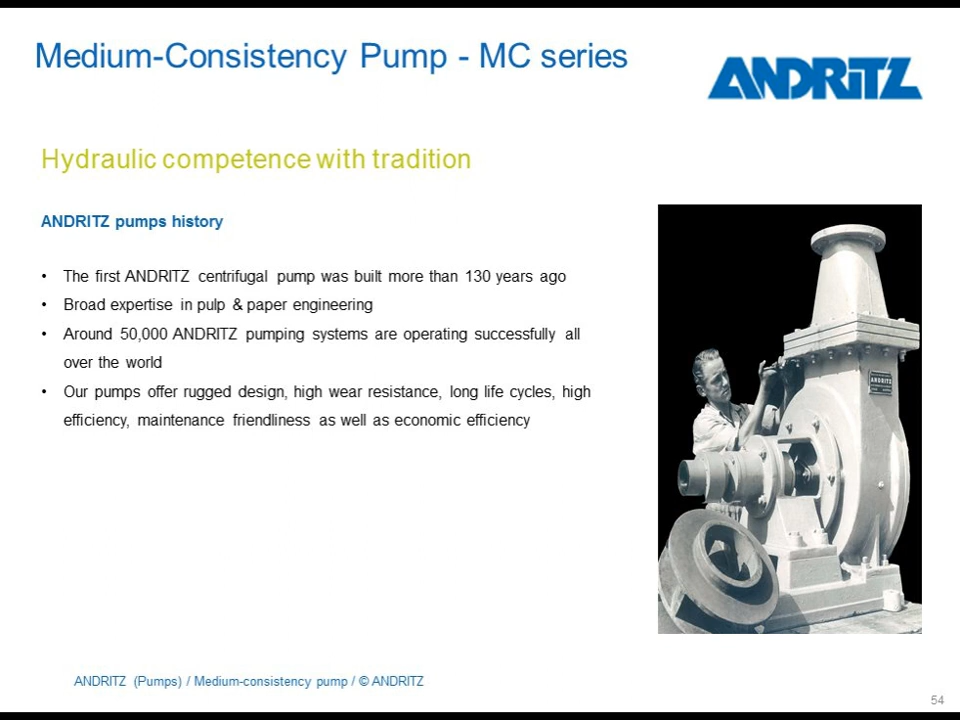 Medium-Consistency Pump - MC series
ANDRITZ
Hydraulic competence with tradition
ANDRITZ pumps history
• The first ANDRITZ centrifugal pump was built more than 130 years ago
• Broad expertise in pulp & paper engineering
• Around 50,000 ANDRITZ pumping systems are operating successfully all
over the world
• Our pumps offer rugged design, high wear resistance, long life cycles, high
efficiency, maintenance friendliness as well as economic efficiency
ANDRITZ
ANDRITZ (Pumps) / Medium-consistency pump / © ANDRITZ
54